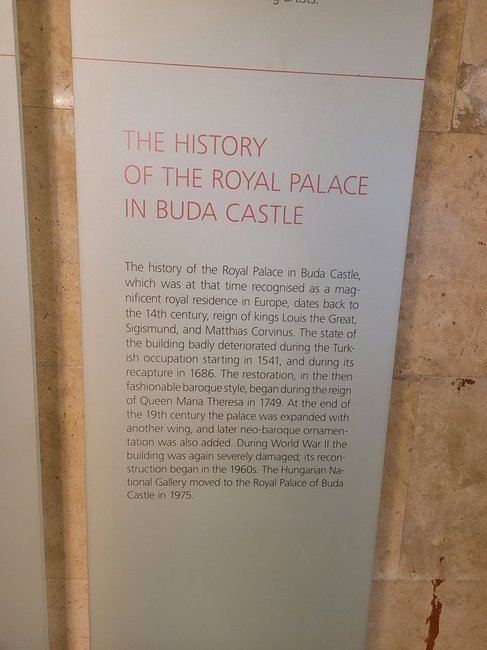 artists.
THE HISTORY
OF THE ROYAL PALACE
IN BUDA CASTLE
The history of the Royal Palace in Buda Castle,
which was at that time recognised as a mag-
nificent royal residence in Europe, dates back to
the 14th century, reign of kings Louis the Great,
Sigismund, and Matthias Corvinus. The state of
the building badly deteriorated during the Turk-
ish occupation starting in 1541, and during its
recapture in 1686. The restoration, in the then
fashionable baroque style, began during the reign
of Queen Maria Theresa in 1749. At the end of
the 19th century the palace was expanded with
another wing, and later neo-baroque ornamen-
tation was also added. During World War II the
building was again severely damaged; its recon-
struction began in the 1960s. The Hungarian Na-
tional Gallery moved to the Royal Palace of Buda
Castle in 1975.